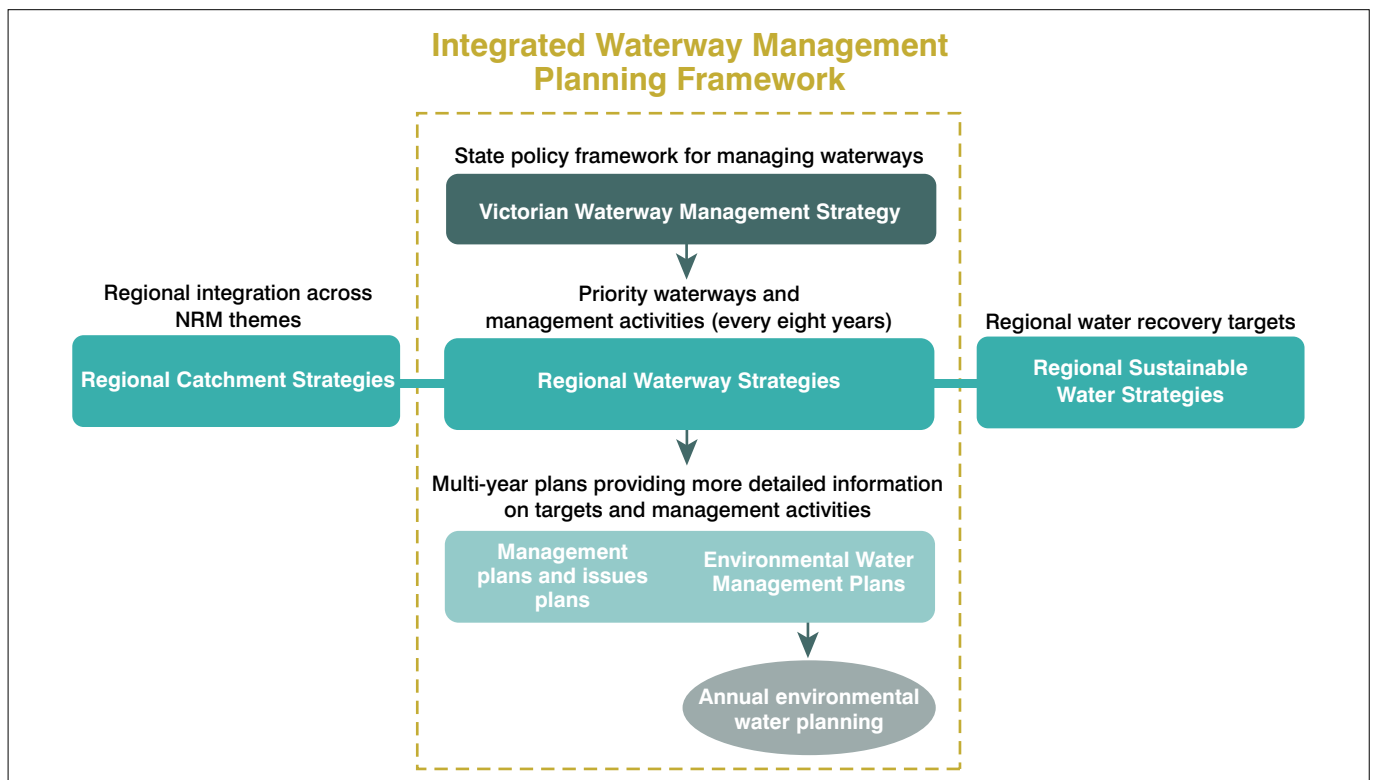 Integrated Waterway Management
Planning Framework
State policy framework for managing waterways
Victorian Waterway Management Strategy
Priority waterways and
management activities (every eight years)
Regional integration across
NRM themes
Regional water recovery targets
Regional Catchment Strategies
Regional Waterway Strategies
Regional Sustainable
Water Strategies
Multi-year plans providing more detailed information
on targets and management activities
Management
plans and issues
plans
Environmental Water
Management Plans
Annual environmental
water planning